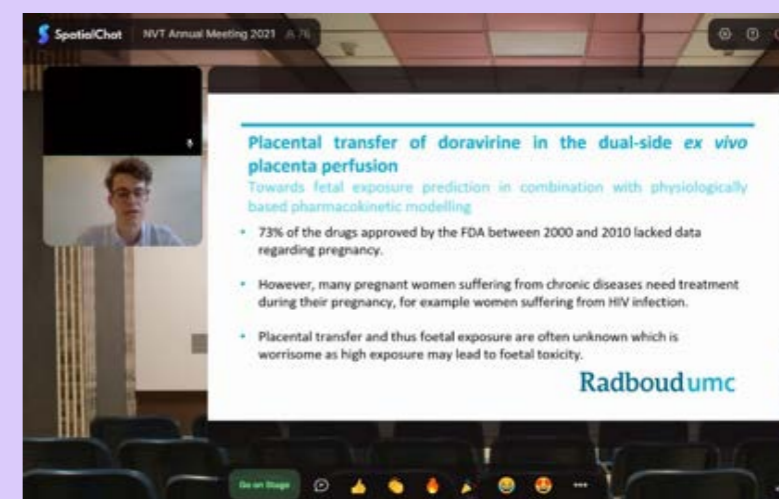 SpatialChat NVT Annual Meeting 2021 76
Placental transfer of doravirine in the dual-side ex vivo
placenta perfusion
Towards fetal exposure prediction in combination with physiologically
based pharmacokinetic modelling
• 73% of the drugs approved by the FDA between 2000 and 2010 lacked data
regarding pregnancy.
• However, many pregnant women suffering from chronic diseases need treatment
during their pregnancy, for example women suffering from HIV infection.
• Placental transfer and thus foetal exposure are often unknown which is
worrisome as high exposure may lead to foetal toxicity.
Radboudumc
Go on Stage